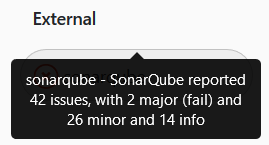 External
sonarqube - SonarQube reported
42 issues, with 2 major (fail) and
26 minor and 14 info